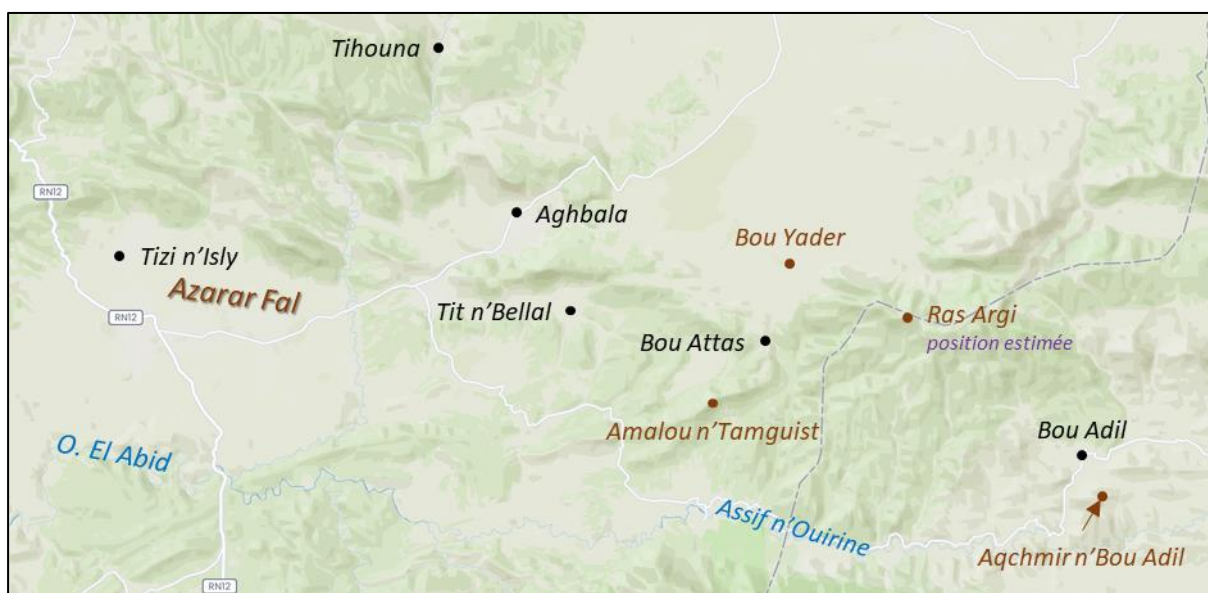 Tihouna
RN12
Aghbala
Tizi n'Isly
Bou Yader
Azarar Fal
RN12
Tit n'Bellal
Ras Argi
position estimée
Bou Attas
Amalou n'Tamguist
Bou Adil
O. El Abid
Assif n'Ouirine
Aqchmir n'Bou Adil
RN12